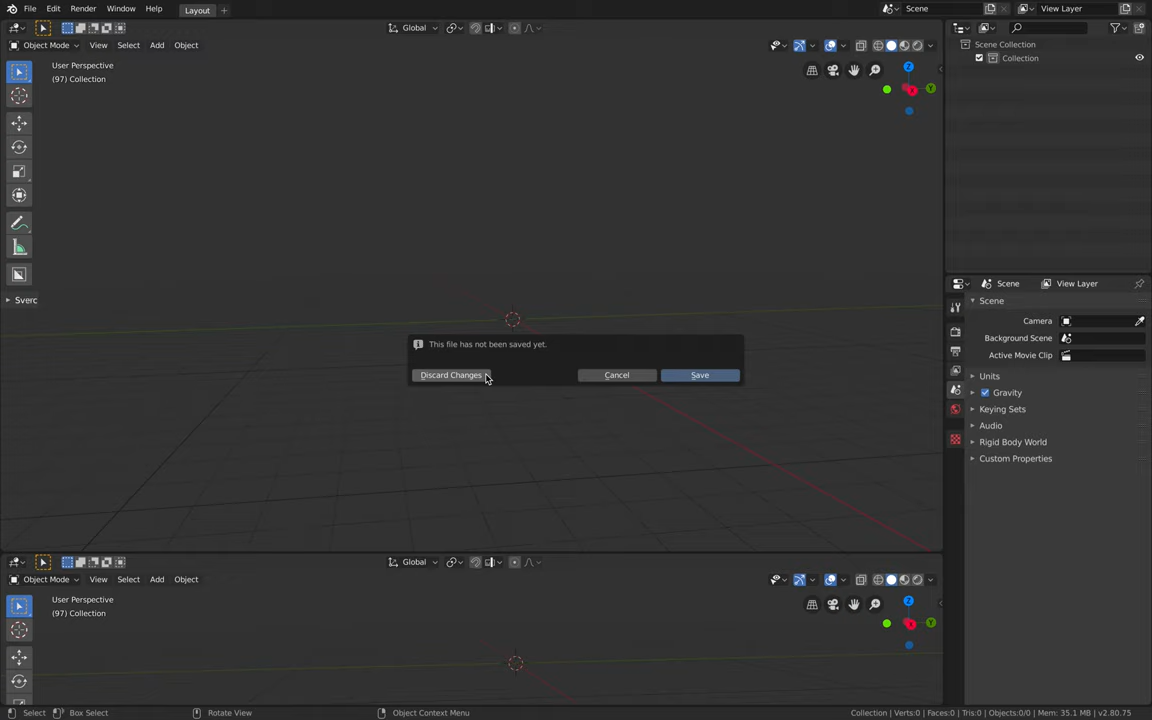 File Edit Render Window Help Layout + Scene View Layer
Global
Object Mode View Select Add Object
User Perspective
(97) Collection
Z
Y
X
Sverc
Scene Collection
Collection
This file has not been saved yet.
Discard Changes Cancel Save
Scene View Layer
Scene
Camera
Background Scene
Active Movie Clip
Units
Gravity
Keying Sets
Audio
Rigid Body World
Custom Properties
Global
Object Mode View Select Add Object
User Perspective
(97) Collection
Z
Y
X
Select Box Select Rotate View Object Context Menu Collection | Verts:0 | Faces:0 | Tris:0 | Objects:0/0 | Mem: 35.1 MB | v2.80.75